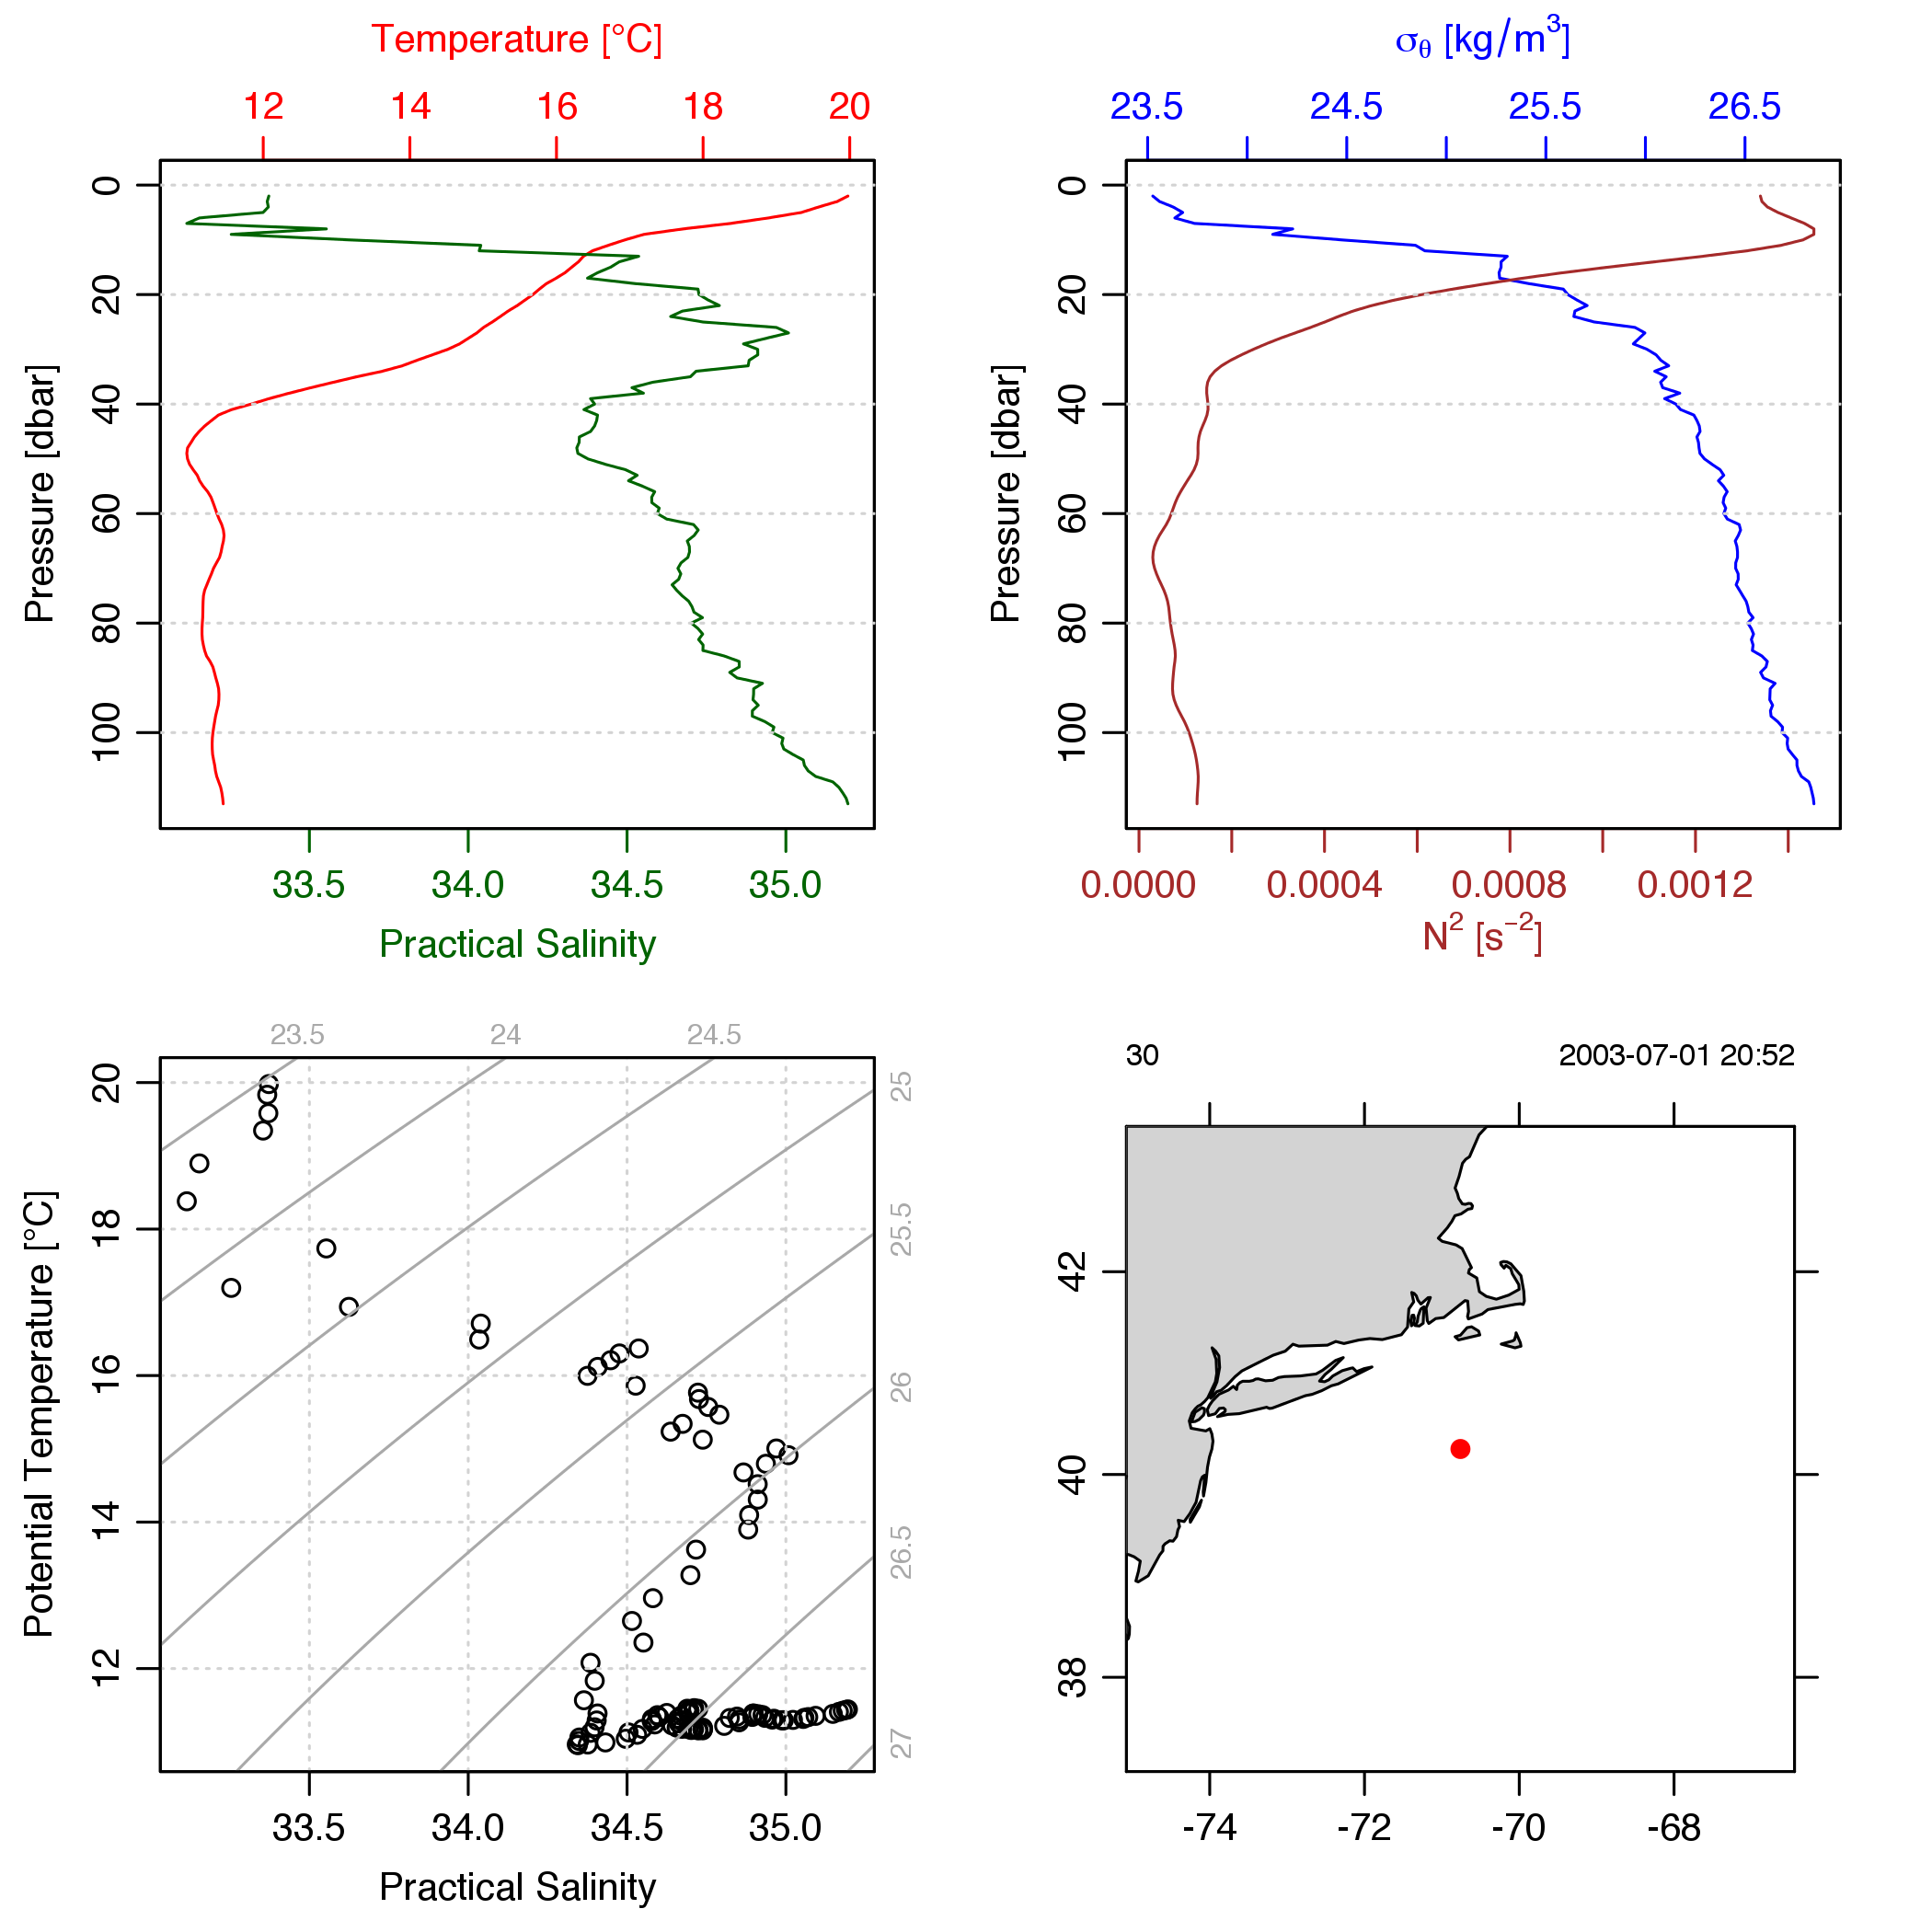 Temperature [°C]
12 14 16 18 20
Pressure [dbar]
0 20 40 60 80 100
33.5 34.0 34.5 35.0
Practical Salinity
σθ [kg/m³]
23.5 24.5 25.5 26.5
Pressure [dbar]
0 20 40 60 80 100
0.0000 0.0004 0.0008 0.0012
N² [s⁻²]
23.5 24 24.5
25 25.5 26 26.5 27
Potential Temperature [°C]
20 18 16 14 12
33.5 34.0 34.5 35.0
Practical Salinity
30 2003-07-01 20:52
42 40 38
-74 -72 -70 -68